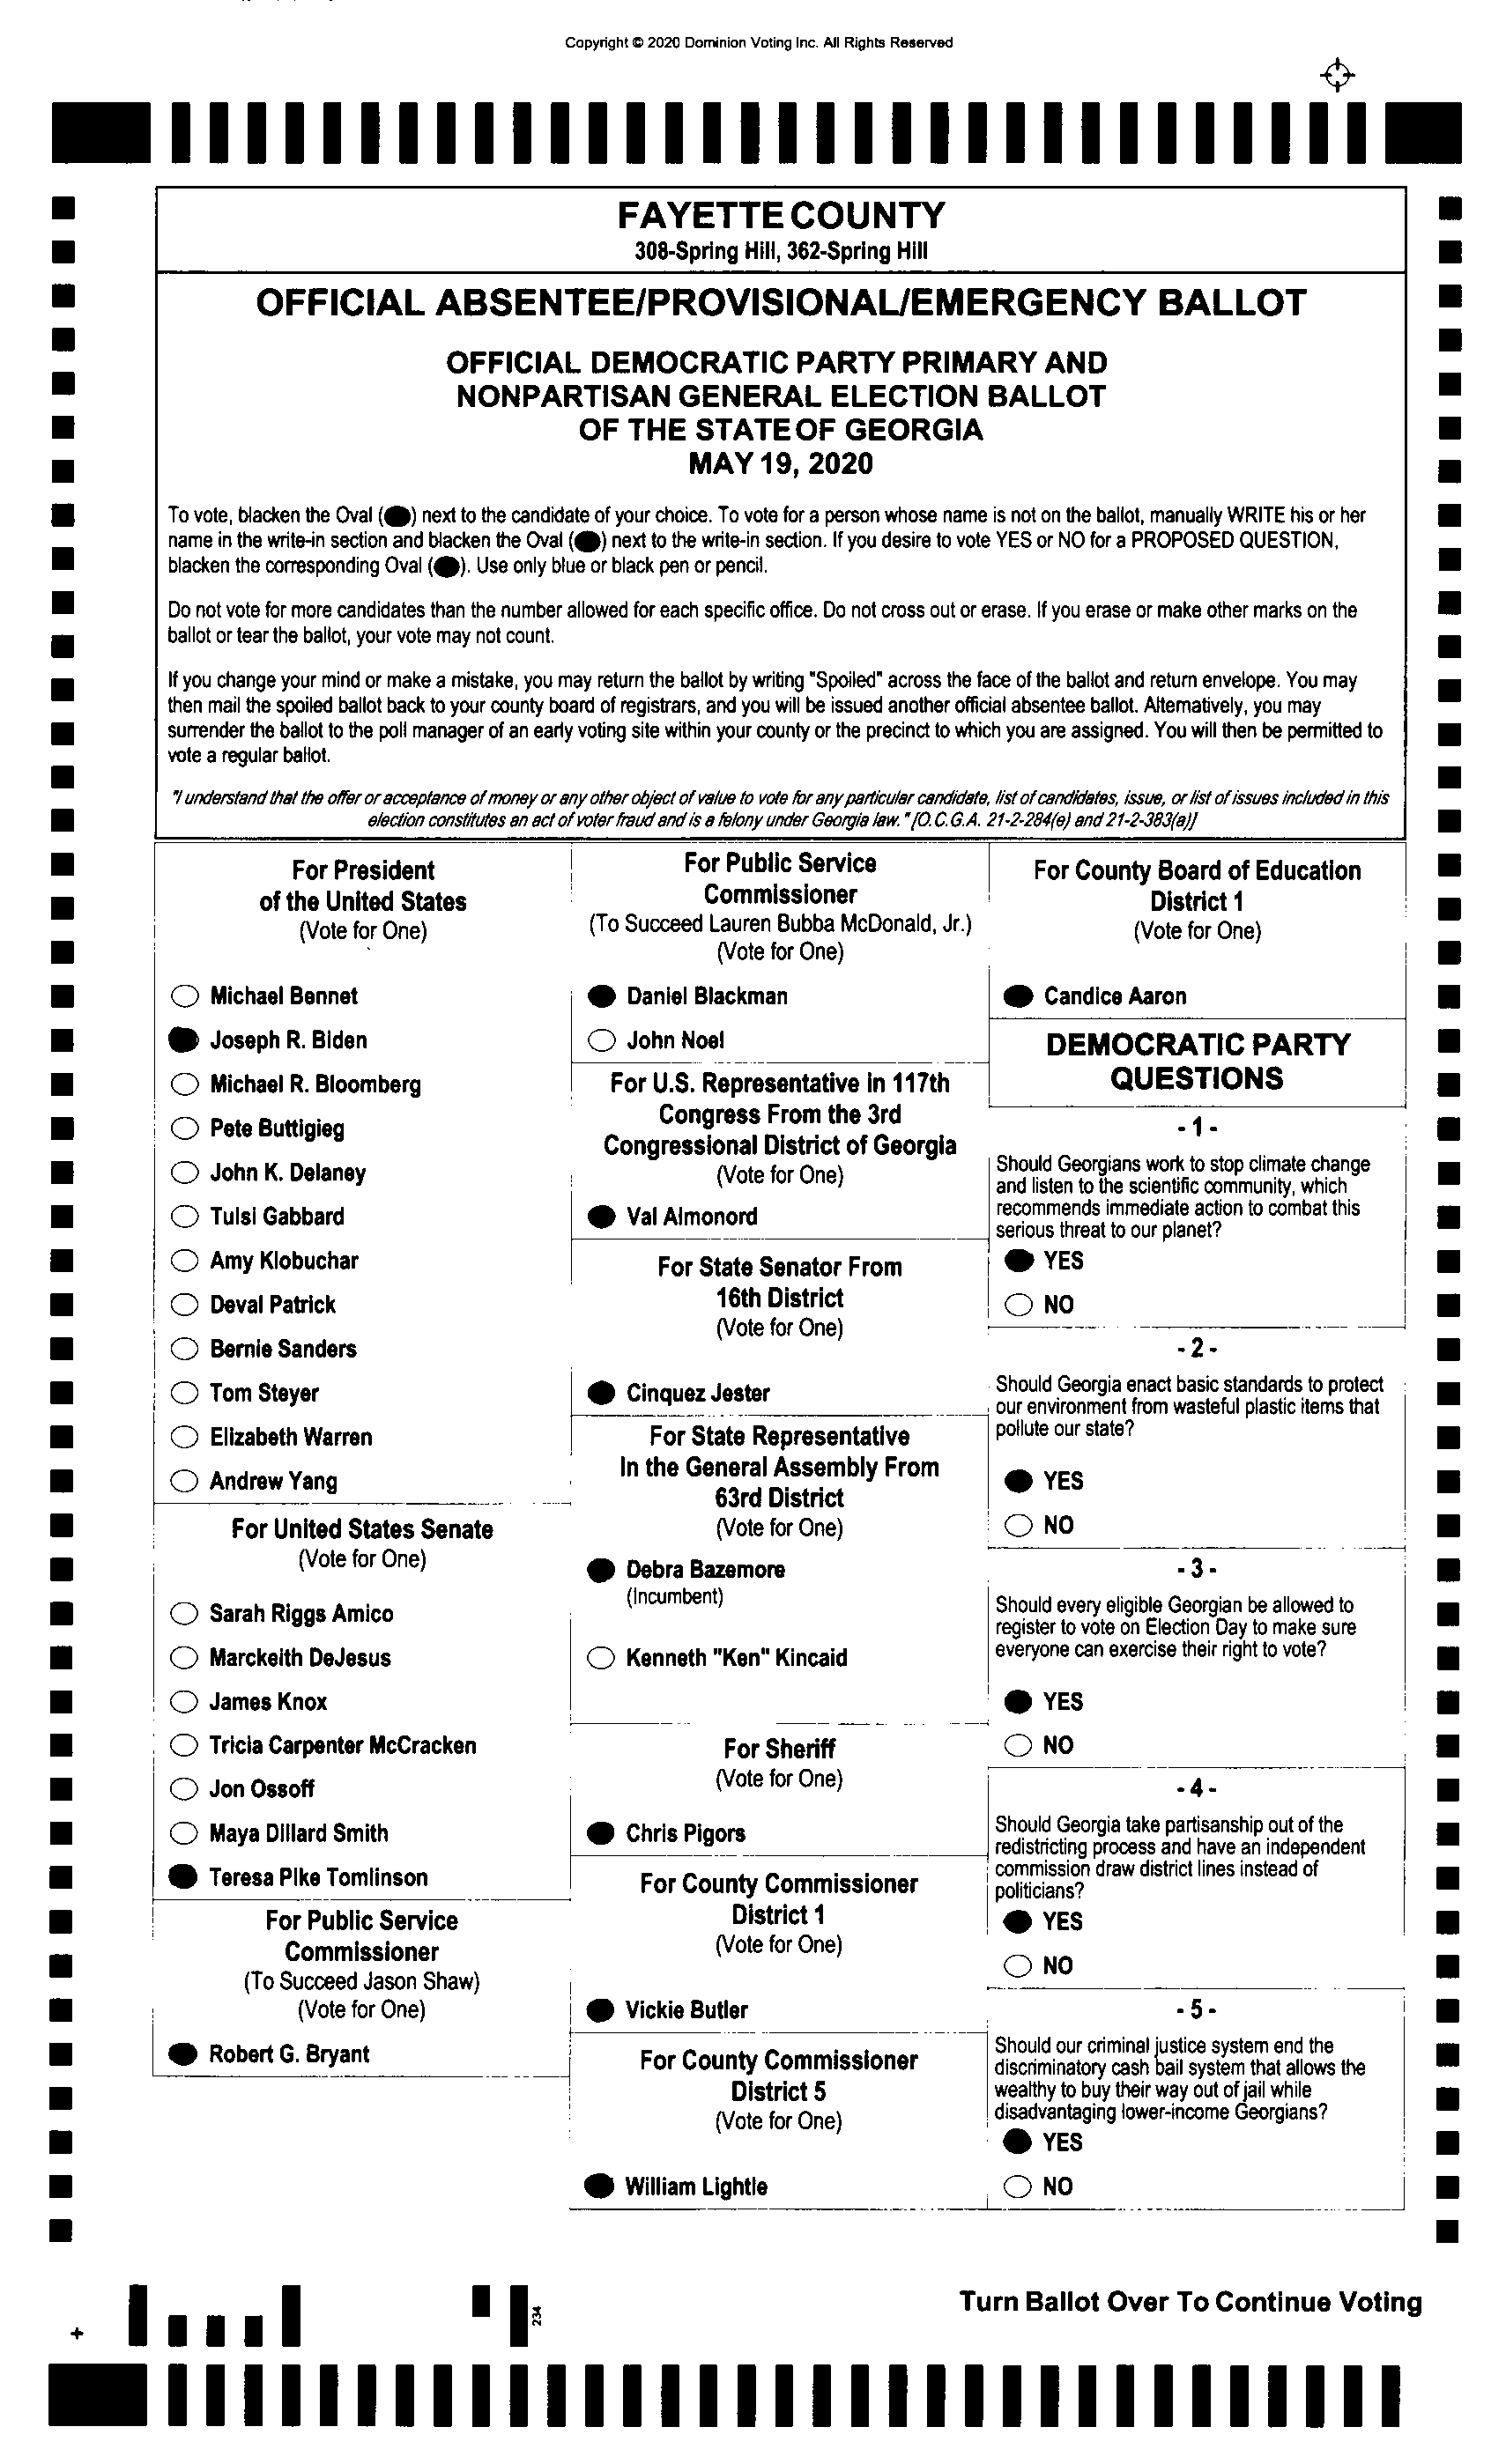 Copyright © 2020 Dominion Voting Inc. All Rights Reserved
FAYETTE COUNTY
308-Spring Hill, 362-Spring Hill
OFFICIAL ABSENTEE/PROVISIONAL/EMERGENCY BALLOT
OFFICIAL DEMOCRATIC PARTY PRIMARY AND
NONPARTISAN GENERAL ELECTION BALLOT
OF THE STATE OF GEORGIA
MAY 19, 2020
To vote, blacken the Oval ( ) next to the candidate of your choice. To vote for a person whose name is not on the ballot, manually WRITE his or her
name in the write-in section and blacken the Oval ( ) next to the write-in section. If you desire to vote YES or NO for a PROPOSED QUESTION,
blacken the corresponding Oval ( ). Use only blue or black pen or pencil.
Do not vote for more candidates than the number allowed for each specific office. Do not cross out or erase. If you erase or make other marks on the
ballot or tear the ballot, your vote may not count.
If you change your mind or make a mistake, you may return the ballot by writing "Spoiled" across the face of the ballot and return envelope. You may
then mail the spoiled ballot back to your county board of registrars, and you will be issued another official absentee ballot. Alternatively, you may
surrender the ballot to the poll manager of an early voting site within your county or the precinct to which you are assigned. You will then be permitted to
vote a regular ballot.
"I understand that the offer or acceptance of money or any other object of value to vote for any particular candidate, list of candidates, issue, or list of issues included in this
election constitutes an act of voter fraud and is a felony under Georgia law." [O.C.G.A. 21-2-284(e) and 21-2-383(a)]
For President
of the United States
(Vote for One)
Michael Bennet
Joseph R. Biden
Michael R. Bloomberg
Pete Buttigieg
John K. Delaney
Tulsi Gabbard
Amy Klobuchar
Deval Patrick
Bernie Sanders
Tom Steyer
Elizabeth Warren
Andrew Yang
For United States Senate
(Vote for One)
Sarah Riggs Amico
Marckeith DeJesus
James Knox
Tricia Carpenter McCracken
Jon Ossoff
Maya Dillard Smith
Teresa Pike Tomlinson
For Public Service
Commissioner
(To Succeed Jason Shaw)
(Vote for One)
Robert G. Bryant
For Public Service
Commissioner
(To Succeed Lauren Bubba McDonald, Jr.)
(Vote for One)
Daniel Blackman
John Noel
For U.S. Representative in 117th
Congress From the 3rd
Congressional District of Georgia
(Vote for One)
Val Almonord
For State Senator From
16th District
(Vote for One)
Cinquez Jester
For State Representative
In the General Assembly From
63rd District
(Vote for One)
Debra Bazemore
(Incumbent)
Kenneth "Ken" Kincaid
For Sheriff
(Vote for One)
Chris Pigors
For County Commissioner
District 1
(Vote for One)
Vickie Butler
For County Commissioner
District 5
(Vote for One)
William Lightle
For County Board of Education
District 1
(Vote for One)
Candice Aaron
DEMOCRATIC PARTY
QUESTIONS
- 1 -
Should Georgians work to stop climate change
and listen to the scientific community, which
recommends immediate action to combat this
serious threat to our planet?
YES
NO
- 2 -
Should Georgia enact basic standards to protect
our environment from wasteful plastic items that
pollute our state?
YES
NO
- 3 -
Should every eligible Georgian be allowed to
register to vote on Election Day to make sure
everyone can exercise their right to vote?
YES
NO
- 4 -
Should Georgia take partisanship out of the
redistricting process and have an independent
commission draw district lines instead of
politicians?
YES
NO
- 5 -
Should our criminal justice system end the
discriminatory cash bail system that allows the
wealthy to buy their way out of jail while
disadvantaging lower-income Georgians?
YES
NO
Turn Ballot Over To Continue Voting
234
+